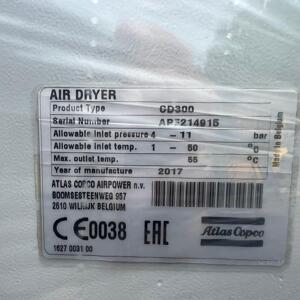 AIR DRYER
Product Type CD300
Serial Number APF214915
Allowable inlet pressure 4 - 11 bar
Allowable inlet temp. 1 - 50 °C
Max. outlet temp. 55 °C
Year of manufacture 2017
ATLAS COPCO AIRPOWER n.v.
BOOMSESTEENWEG 957
2610 WILRIJK BELGIUM
CE0038 EAC
Atlas Copco
1627 0031 00
Made in Belgium